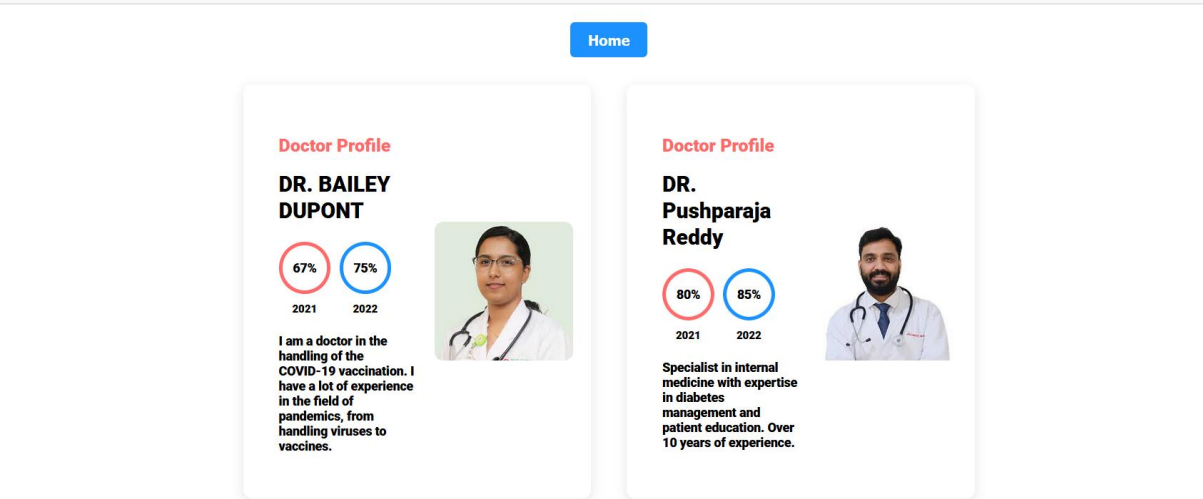 Home
Doctor Profile
DR. BAILEY
DUPONT
67%
75%
2021
2022
I am a doctor in the
handling of the
COVID-19 vaccination. I
have a lot of experience
in the field of
pandemics, from
handling viruses to
vaccines.
Doctor Profile
DR.
Pushparaja
Reddy
80%
85%
2021
2022
Specialist in internal
medicine with expertise
in diabetes
management and
patient education. Over
10 years of experience.